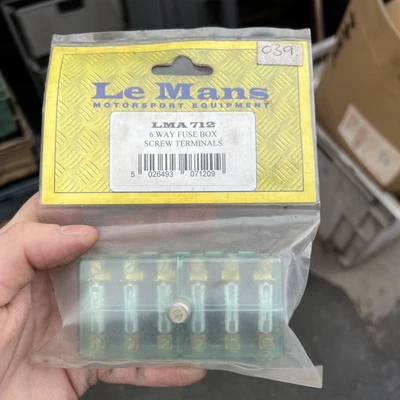 039.
Le Mans
MOTORSPORT EQUIPMENT
LMA 712
6 WAY FUSE BOX
SCREW TERMINALS
5 026493 071209